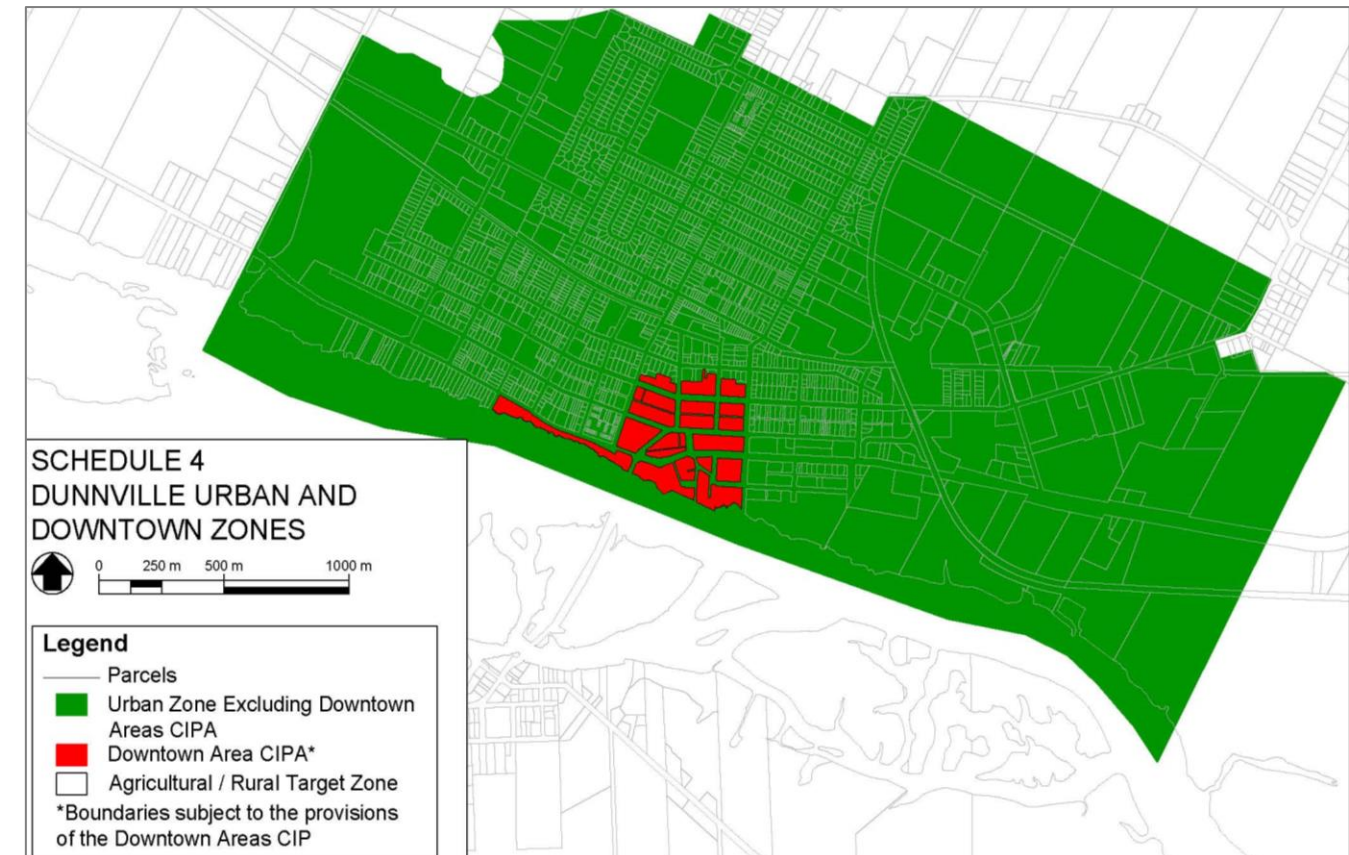 SCHEDULE 4
DUNNVILLE URBAN AND
DOWNTOWN ZONES
0 250 m 500 m 1000 m
Legend
Parcels
Urban Zone Excluding Downtown
Areas CIPA
Downtown Area CIPA*
Agricultural / Rural Target Zone
*Boundaries subject to the provisions
of the Downtown Areas CIP